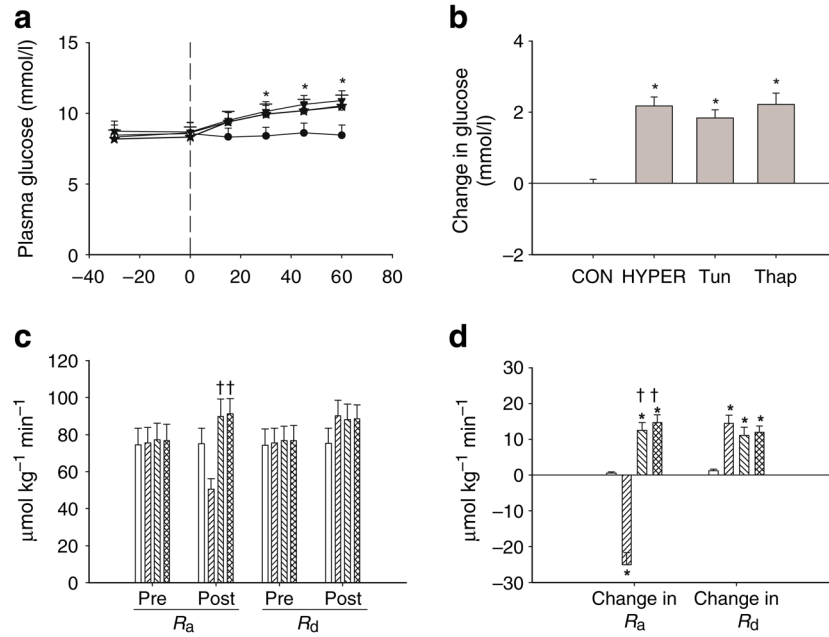 a
Plasma glucose (mmol/l)
15
10
5
0
* * *
−40 −20 0 20 40 60 80
b
Change in glucose
(mmol/l)
4
2
0
−2
* * *
CON HYPER Tun Thap
c
μmol kg⁻¹ min⁻¹
120
100
80
60
40
20
0
††
Pre Post Pre Post
Ra Rd
d
μmol kg⁻¹ min⁻¹
30
20
10
0
−10
−20
−30
† †
* * * * *
*
Change in Change in
Ra Rd